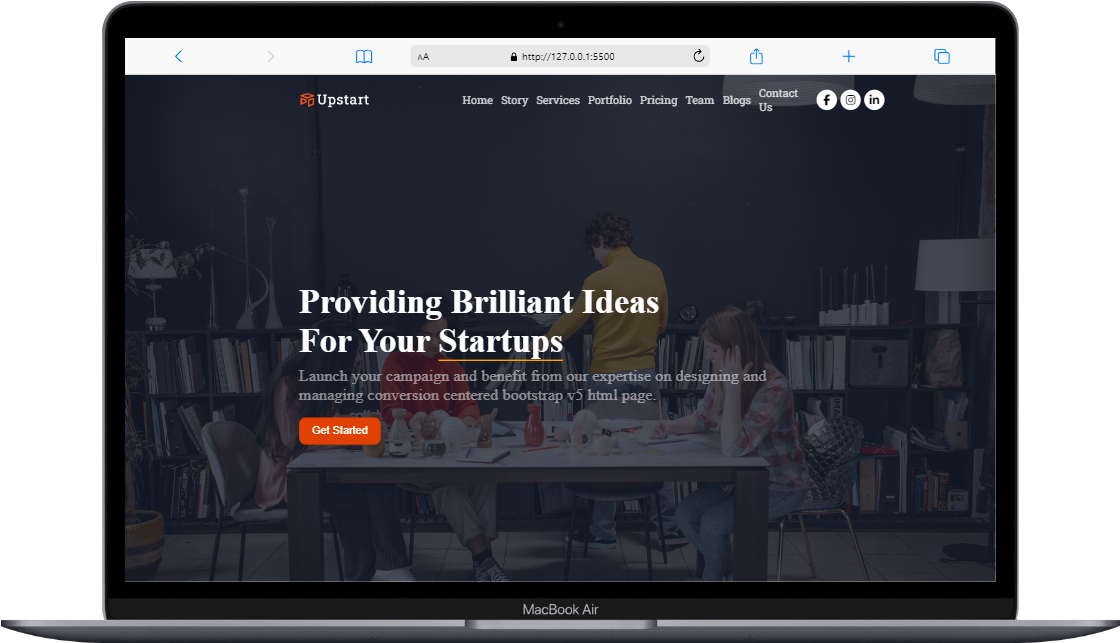 AA http://127.0.0.1:5500
Upstart Home Story Services Portfolio Pricing Team Blogs Contact Us
Providing Brilliant Ideas
For Your Startups
Launch your campaign and benefit from our expertise on designing and
managing conversion centered bootstrap v5 html page.
Get Started
MacBook Air